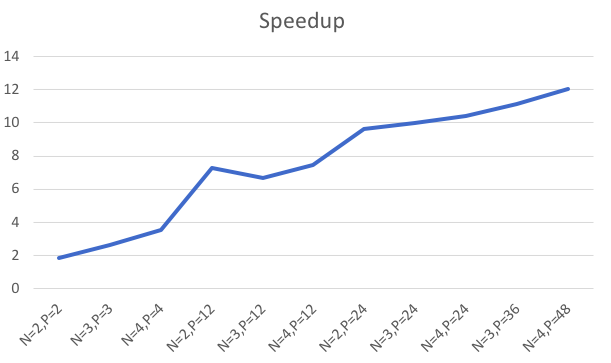 Speedup
14
12
10
8
6
4
2
0
N=2,P=2
N=3,P=3
N=4,P=4
N=2,P=12
N=3,P=12
N=4,P=12
N=2,P=24
N=3,P=24
N=4,P=24
N=3,P=36
N=4,P=48